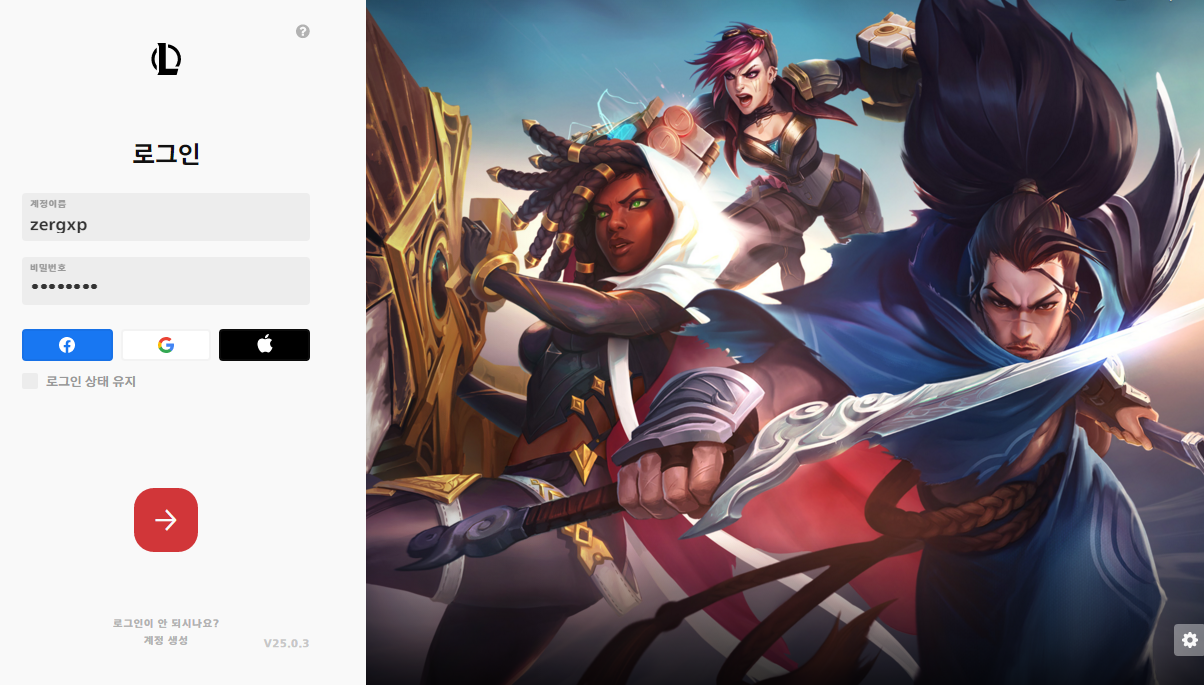 로그인
계정이름
zergxp
비밀번호
••••••••
로그인 상태 유지
로그인이 안 되시나요?
계정 생성
V25.0.3